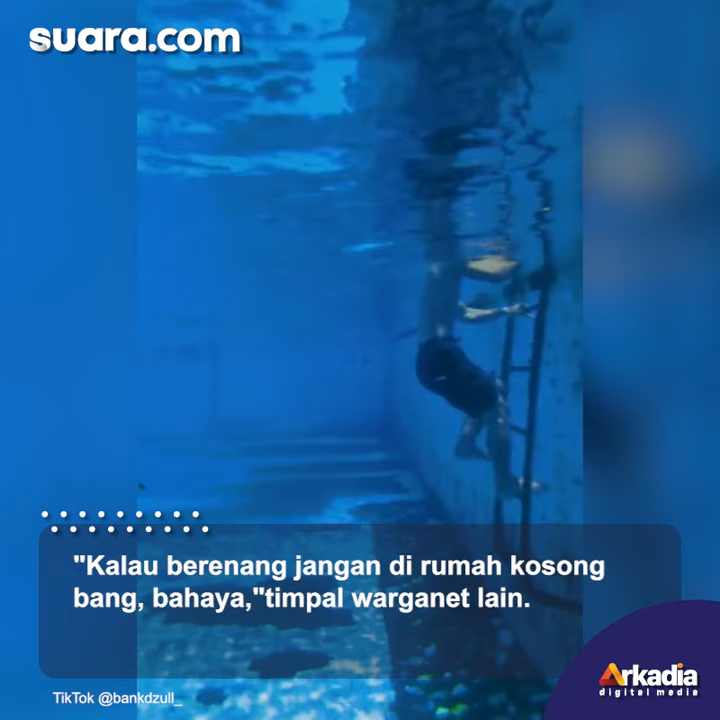 suara.com
"Kalau berenang jangan di rumah kosong
bang, bahaya,"timpal warganet lain.
TikTok @bankdzull_
Arkadia
digital media